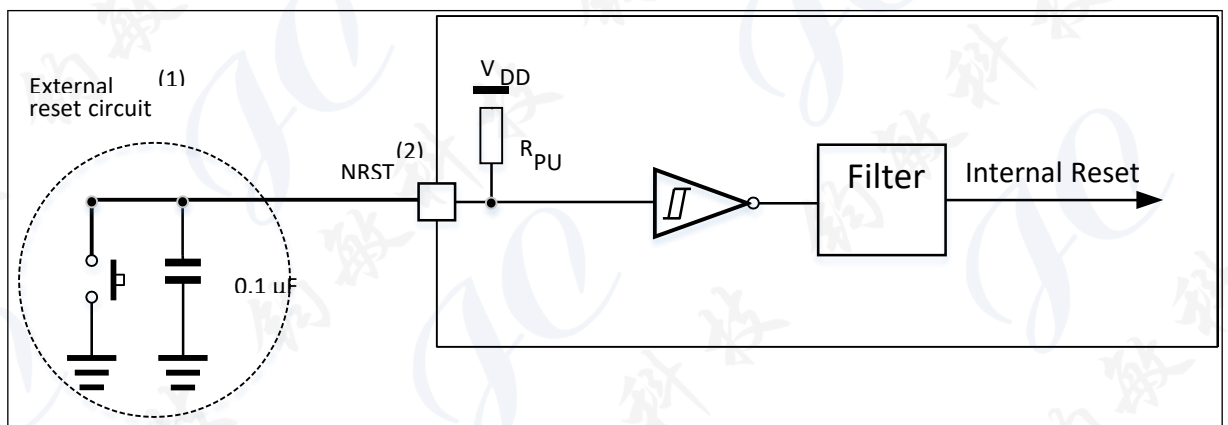 External (1)
reset circuit
V DD
R PU
NRST (2)
0.1 uF
Filter
Internal Reset